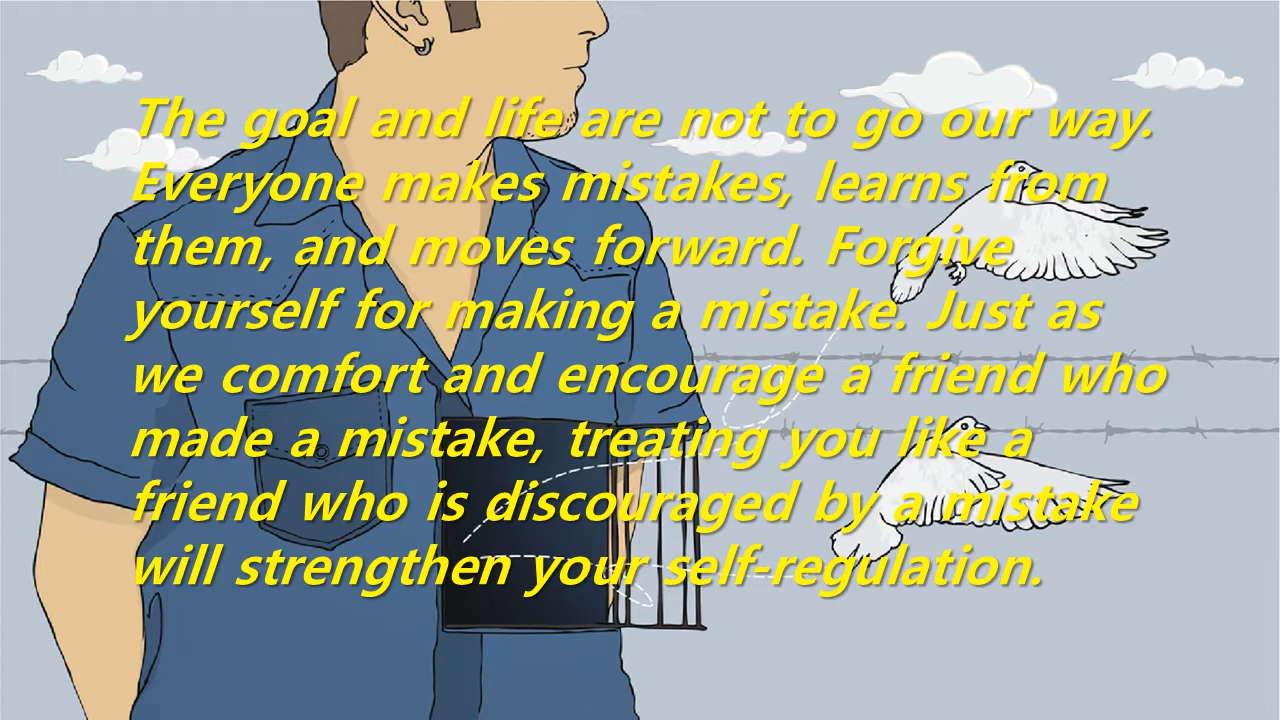 The goal and life are not to go our way.
Everyone makes mistakes, learns from
them, and moves forward. Forgive
yourself for making a mistake. Just as
we comfort and encourage a friend who
made a mistake, treating you like a
friend who is discouraged by a mistake
will strengthen your self-regulation.